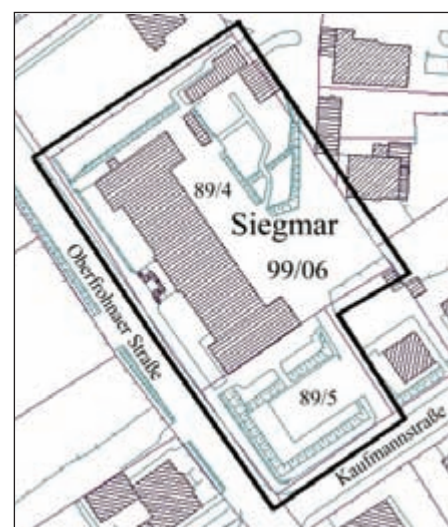 89/4
Siegmar
99/06
Oberfrohnaer Straße
89/5
Kaufmannstraße